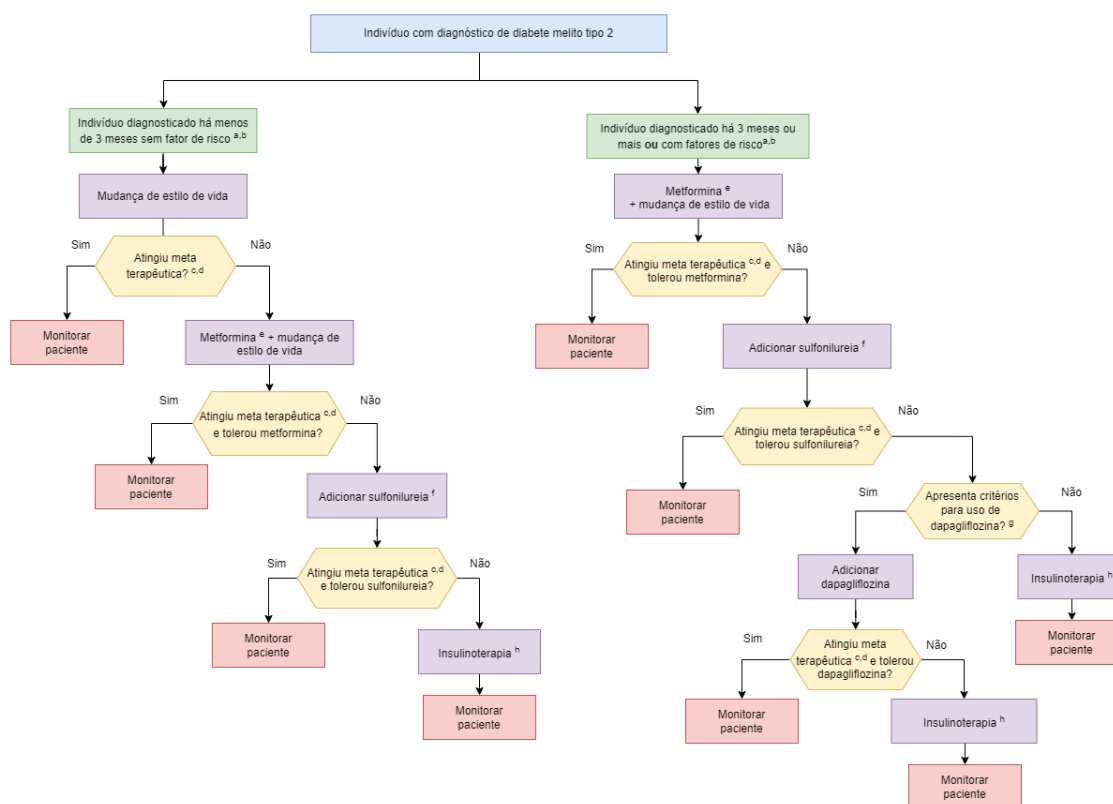 Indivíduo com diagnóstico de diabete melito tipo 2
Indivíduo diagnosticado há menos
de 3 meses sem fator de risco a,b
Mudança de estilo de vida
Sim
Não
Atingiu meta
terapêutica? c,d
Monitorar
paciente
Metformina e + mudança de
estilo de vida
Sim
Não
Atingiu meta terapêutica c,d
e tolerou metformina?
Monitorar
paciente
Adicionar sulfonilureia f
Sim
Não
Atingiu meta terapêutica c,d
e tolerou sulfonilureia?
Monitorar
paciente
Insulinoterapia h
Monitorar
paciente
Indivíduo diagnosticado há 3 meses ou
mais ou com fatores de risco a,b
Metformina e
+ mudança de estilo de vida
Sim
Não
Atingiu meta terapêutica c,d e
tolerou metformina?
Monitorar
paciente
Adicionar sulfonilureia f
Sim
Não
Atingiu meta terapêutica c,d e
tolerou sulfonilureia?
Monitorar
paciente
Sim
Não
Apresenta critérios
para uso de
dapagliflozina? g
Adicionar
dapagliflozina
Insulinoterapia h
Monitorar
paciente
Sim
Não
Atingiu meta
terapêutica c,d e tolerou
dapagliflozina?
Monitorar
paciente
Insulinoterapia h
Monitorar
paciente